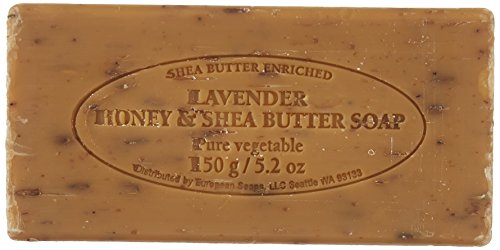 SHEA BUTTER ENRICHED
LAVENDER
HONEY & SHEA BUTTER SOAP
Pure vegetable
150 g / 5.2 oz
Distributed by European Soaps, LLC Seattle WA 98133